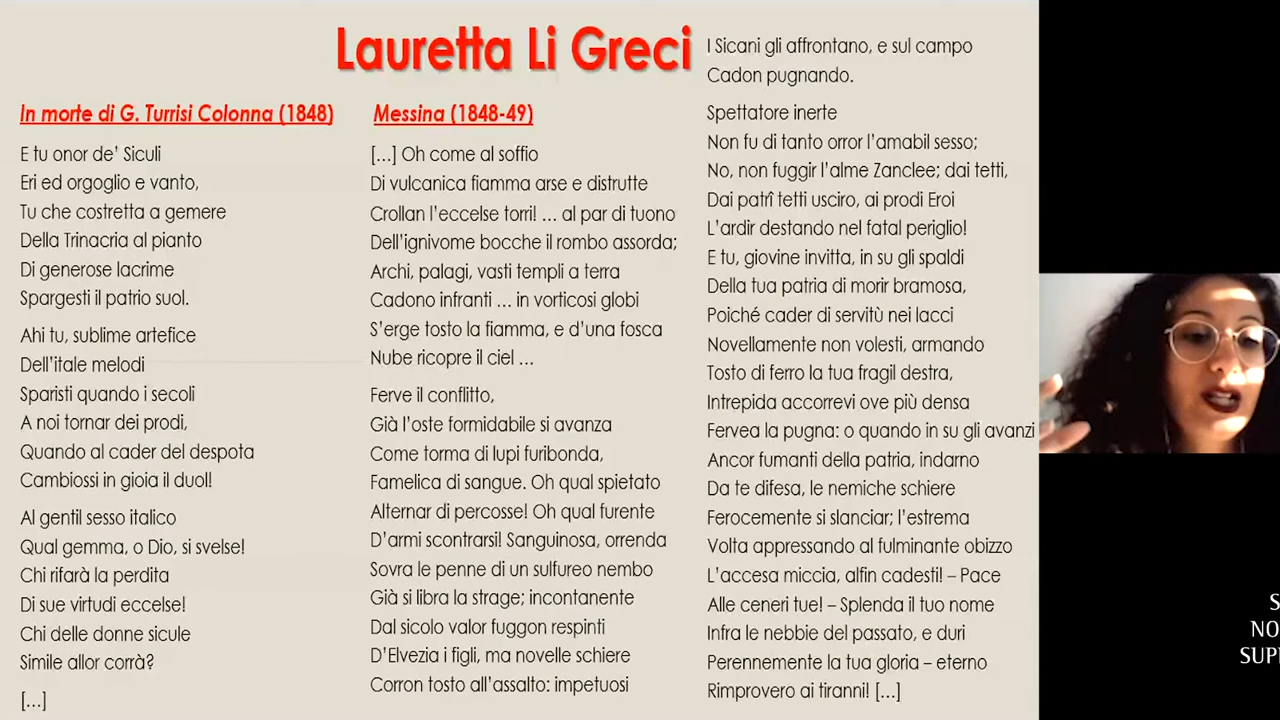 Lauretta Li Greci
In morte di G. Turrisi Colonna (1848)
E tu onor de’ Siculi
Eri ed orgoglio e vanto,
Tu che costretta a gemere
Della Trinacria al pianto
Di generose lacrime
Spargesti il patrio suol.
Ahi tu, sublime artefice
Dell’itale melodi
Sparisti quando i secoli
A noi tornar dei prodi,
Quando al cader del despota
Cambiossi in gioia il duol!
Al gentil sesso italico
Qual gemma, o Dio, si svelse!
Chi rifarà la perdita
Di sue virtudi eccelse!
Chi delle donne sicule
Simile allor corrà?
[...]
Messina (1848-49)
[...] Oh come al soffio
Di vulcanica fiamma arse e distrutte
Crollan l’eccelse torri! ... al par di tuono
Dell’ignivome bocche il rombo assorda;
Archi, palagi, vasti templi a terra
Cadono infranti ... in vorticosi globi
S’erge tosto la fiamma, e d’una fosca
Nube ricopre il ciel ...
Ferve il conflitto,
Già l’oste formidabile si avanza
Come torma di lupi furibonda,
Famelica di sangue. Oh qual spietato
Alternar di percosse! Oh qual furente
D’armi scontrarsi! Sanguinosa, orrenda
Sovra le penne di un sulfureo nembo
Già si libra la strage; incontanente
Dal sicolo valor fuggon respinti
D’Elvezia i figli, ma novelle schiere
Corron tosto all’assalto: impetuosi
I Sicani gli affrontano, e sul campo
Cadon pugnando.
Spettatore inerte
Non fu di tanto orror l’amabil sesso;
No, non fuggir l’alme Zanclee; dai tetti,
Dai patrî tetti usciro, ai prodi Eroi
L’ardir destando nel fatal periglio!
E tu, giovine invitta, in su gli spaldi
Della tua patria di morir bramosa,
Poiché cader di servitù nei lacci
Novellamente non volesti, armando
Tosto di ferro la tua fragil destra,
Intrepida accorrevi ove più densa
Fervea la pugna: o quando in su gli avanzi
Ancor fumanti della patria, indarno
Da te difesa, le nemiche schiere
Ferocemente si slanciar; l’estrema
Volta appressando al fulminante obizzo
L’accesa miccia, alfin cadesti! – Pace
Alle ceneri tue! – Splenda il tuo nome
Infra le nebbie del passato, e duri
Perennemente la tua gloria – eterno
Rimprovero ai tiranni! [...]
S
NO
SUPE